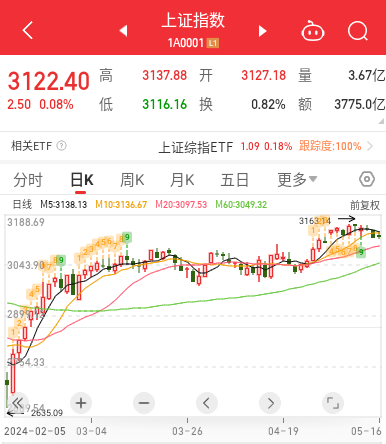 上证指数
1A0001 L1
3122.40 高 3137.88 开 3127.18 量 3.67亿
2.50 0.08% 低 3116.16 换 0.82% 额 3775.0亿
相关ETF 上证综指ETF 1.09 0.18% 跟踪度:100%
分时 日K 周K 月K 五日 更多
日线 M5:3138.13 M10:3136.67 M20:3097.53 M60:3049.32 前复权
3188.69
3163.14
3043.90
2754.33
2635.09
2024-02-05 03-04 03-26 04-19 05-16